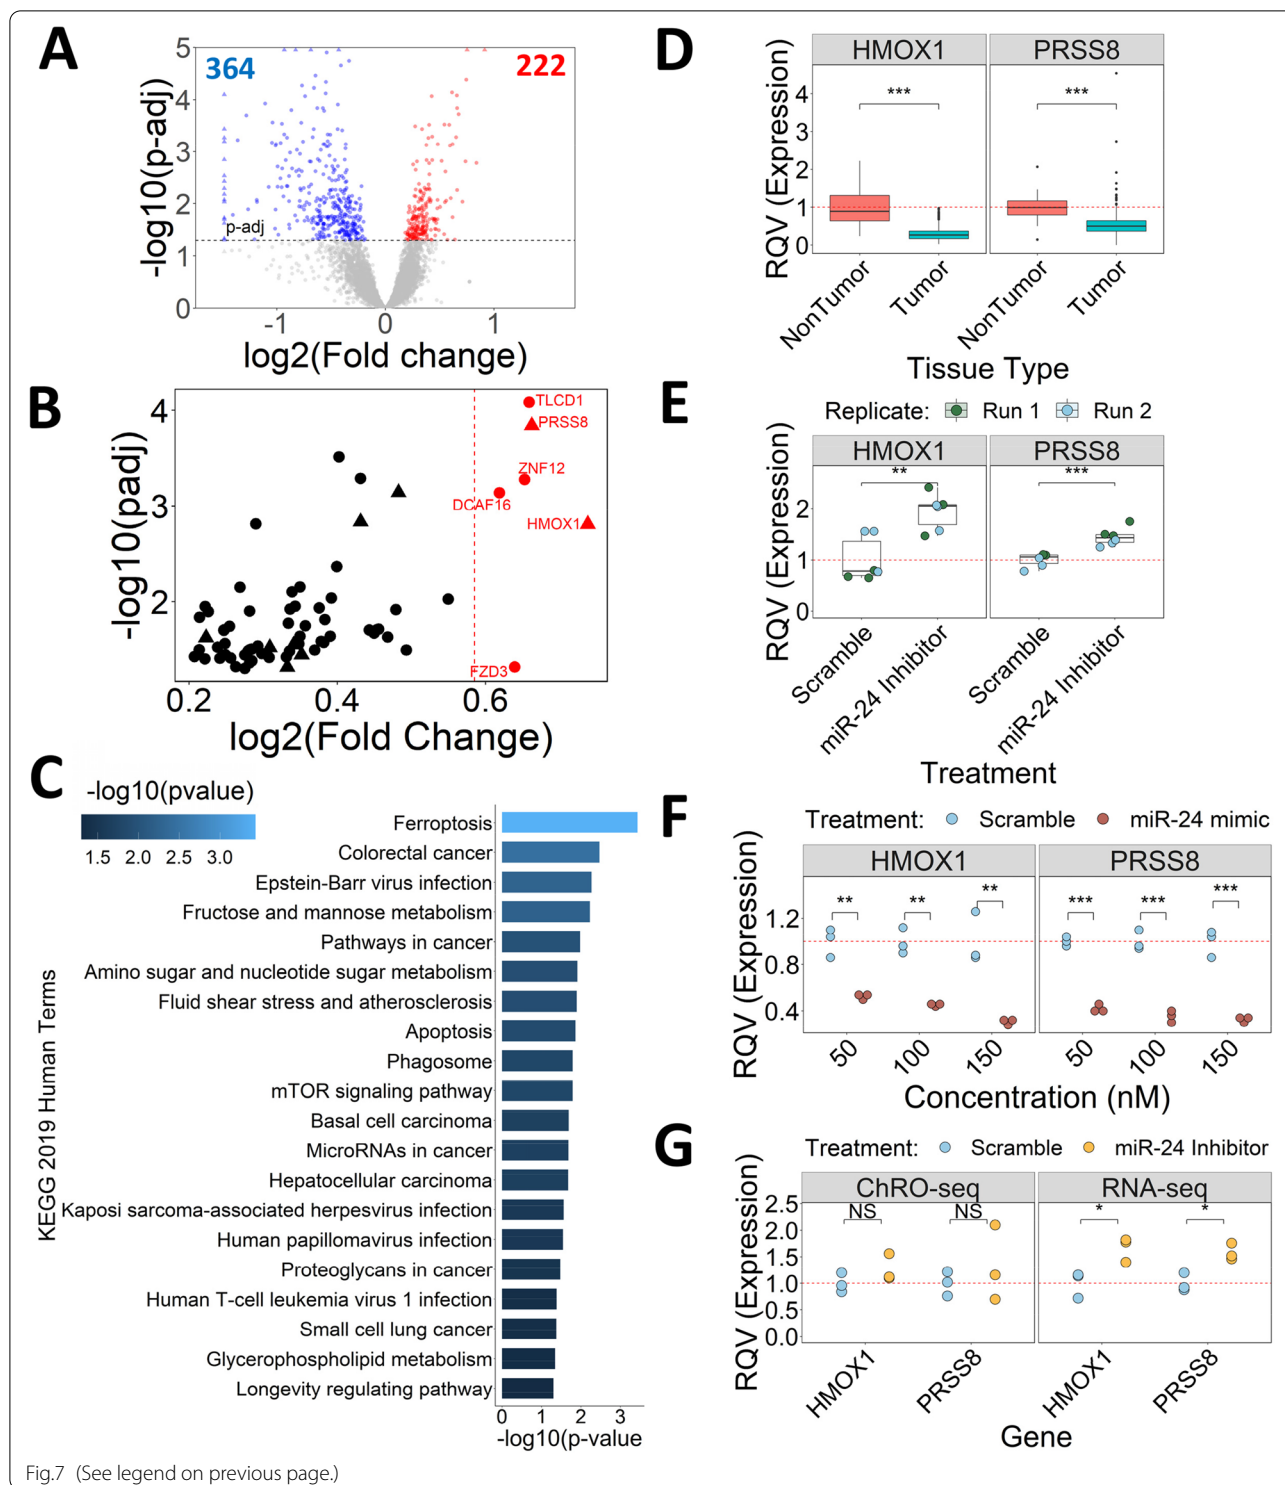 A
364
222
5
4
3
2
1
0
p-adj
-log10(p-adj)
-1
0
1
log2(Fold change)
B
4
3
2
-log10(padj)
TLCD1
PRSS8
ZNF12
DCAF16
HMOX1
FZD3
0.2
0.4
0.6
log2(Fold Change)
C
-log10(pvalue)
1.5 2.0 2.5 3.0
KEGG 2019 Human Terms
Ferroptosis
Colorectal cancer
Epstein-Barr virus infection
Fructose and mannose metabolism
Pathways in cancer
Amino sugar and nucleotide sugar metabolism
Fluid shear stress and atherosclerosis
Apoptosis
Phagosome
mTOR signaling pathway
Basal cell carcinoma
MicroRNAs in cancer
Hepatocellular carcinoma
Kaposi sarcoma-associated herpesvirus infection
Human papillomavirus infection
Proteoglycans in cancer
Human T-cell leukemia virus 1 infection
Small cell lung cancer
Glycerophospholipid metabolism
Longevity regulating pathway
0 1 2 3
-log10(p-value
D
HMOX1
PRSS8
***
***
4
3
2
1
0
RQV (Expression)
NonTumor
Tumor
NonTumor
Tumor
Tissue Type
E
Replicate: Run 1 Run 2
HMOX1
PRSS8
**
***
2
1
0
RQV (Expression)
Scramble
miR-24 Inhibitor
Scramble
miR-24 Inhibitor
Treatment
F
Treatment: Scramble miR-24 mimic
HMOX1
PRSS8
** ** **
*** *** ***
1.2
0.8
0.4
RQV (Expression)
50
100
150
50
100
150
Concentration (nM)
G
Treatment: Scramble miR-24 Inhibitor
ChRO-seq
RNA-seq
NS NS
* *
2.5
2.0
1.5
1.0
0.5
0.0
RQV (Expression)
HMOX1
PRSS8
HMOX1
PRSS8
Gene
Fig.7 (See legend on previous page.)